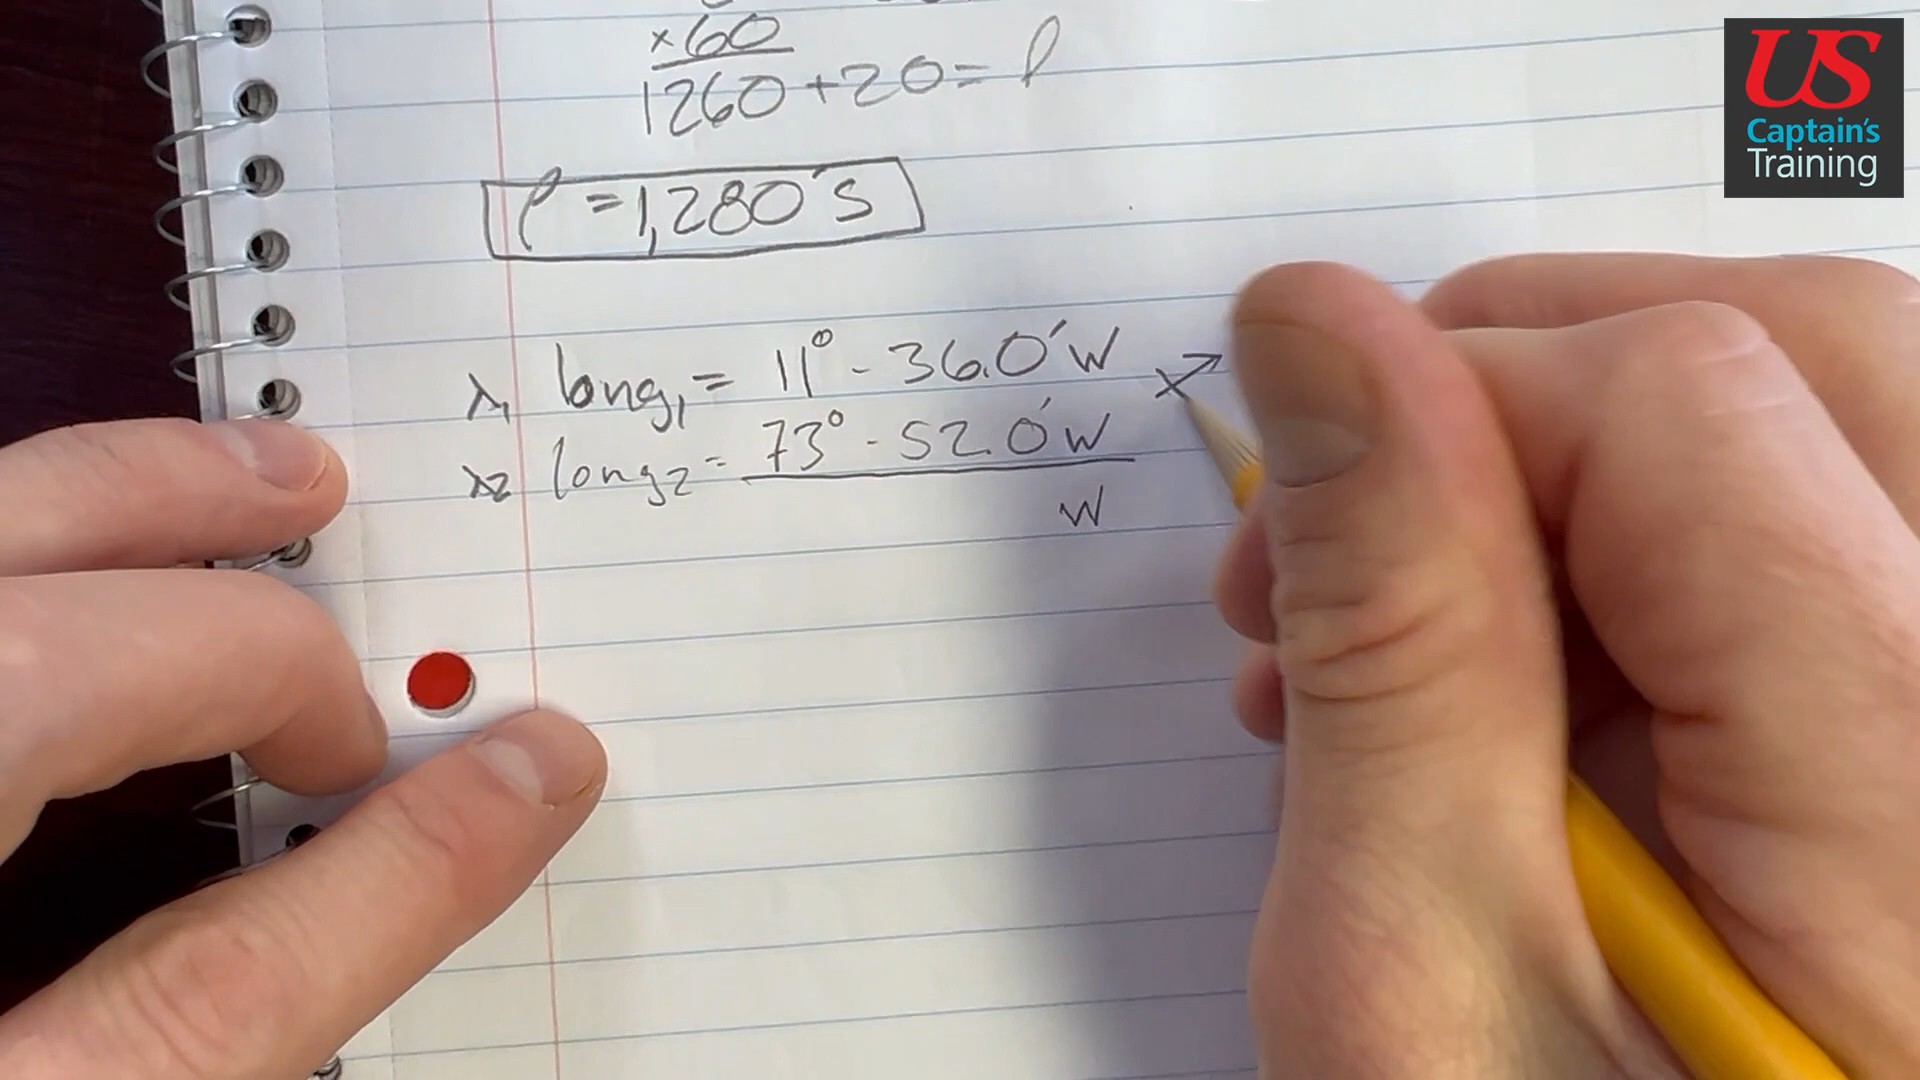 ×60
1260+20= l
l =1,280's
λ1 long1 = 11° - 36.0'W
λ2 long2 = 73° - 52.0'W
W
US
Captain's
Training